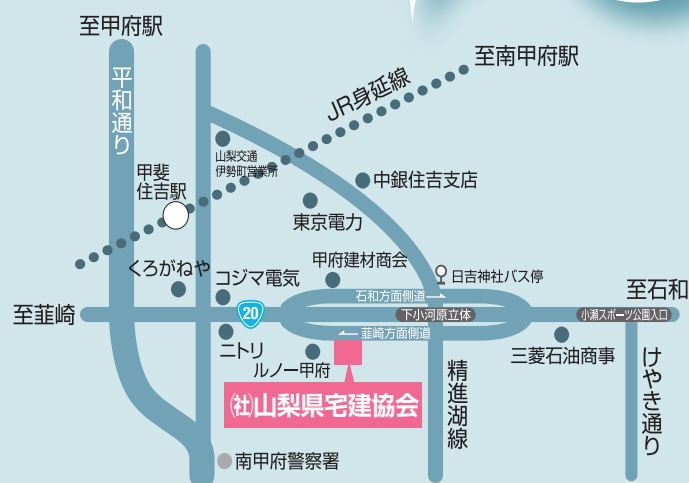 至甲府駅
至南甲府駅
平和通り
JR身延線
山梨交通
伊勢町営業所
甲斐
住吉駅
中銀住吉支店
東京電力
くろがねや
コジマ電気
甲府建材商会
日吉神社バス停
至石和
石和方面側道→
至韮崎
20
下小河原立体
小瀬スポーツ公園入口
←韮崎方面側道
ニトリ
ルノー甲府
三菱石油商事
けやき通り
精進湖線
㈳山梨県宅建協会
南甲府警察署